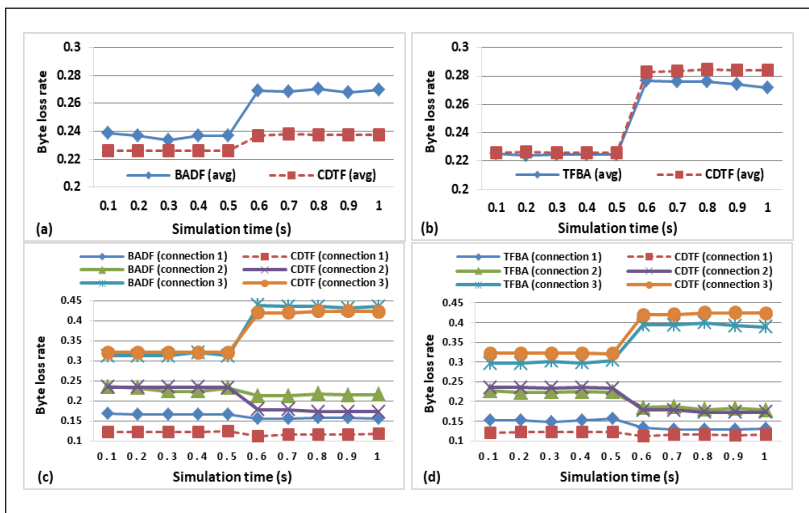 0.3
0.28
0.26
0.24
0.22
0.2
Byte loss rate
BADF (avg) CDTF (avg)
0.1 0.2 0.3 0.4 0.5 0.6 0.7 0.8 0.9 1
(a) Simulation time (s)
0.3
0.28
0.26
0.24
0.22
0.2
Byte loss rate
TFBA (avg) CDTF (avg)
0.1 0.2 0.3 0.4 0.5 0.6 0.7 0.8 0.9 1
(b) Simulation time (s)
BADF (connection 1) CDTF (connection 1)
BADF (connection 2) CDTF (connection 2)
BADF (connection 3) CDTF (connection 3)
0.45
0.4
0.35
0.3
0.25
0.2
0.15
0.1
Byte loss rate
0.1 0.2 0.3 0.4 0.5 0.6 0.7 0.8 0.9 1
(c) Simulation time (s)
TFBA (connection 1) CDTF (connection 1)
TFBA (connection 2) CDTF (connection 2)
TFBA (connection 3) CDTF (connection 3)
0.45
0.4
0.35
0.3
0.25
0.2
0.15
0.1
Byte loss rate
0.1 0.2 0.3 0.4 0.5 0.6 0.7 0.8 0.9 1
(d) Simulation time (s)